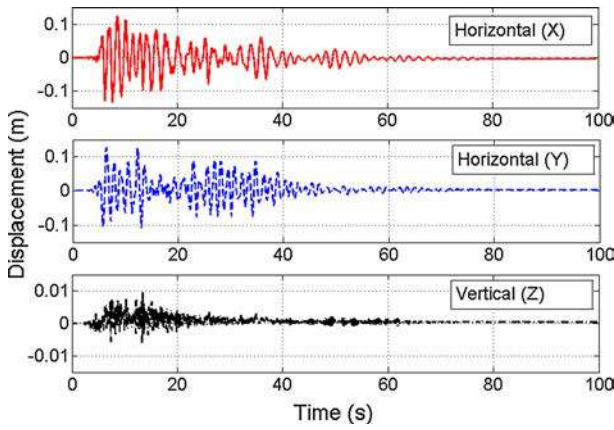 Displacement (m)
0.1
0
-0.1
Horizontal (X)
0 20 40 60 80 100
0.1
0
-0.1
Horizontal (Y)
0 20 40 60 80 100
0.01
0
-0.01
Vertical (Z)
0 20 40 60 80 100
Time (s)